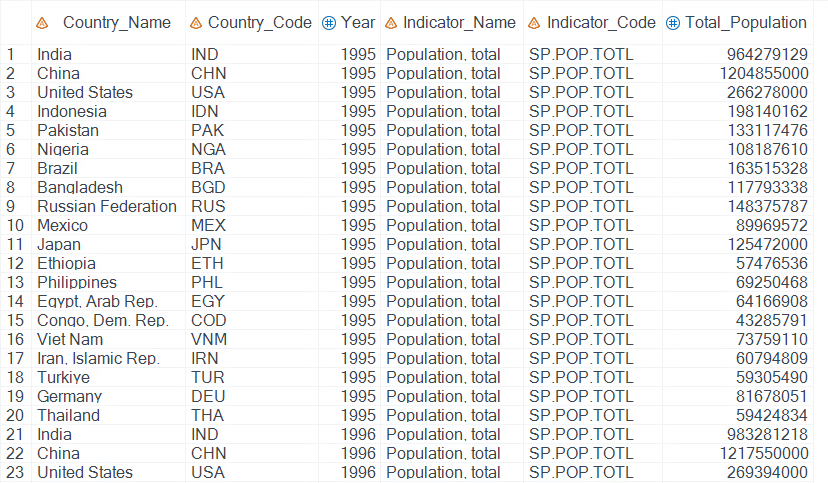 Country_Name Country_Code Year Indicator_Name Indicator_Code Total_Population
1 India IND 1995 Population, total SP.POP.TOTL 964279129
2 China CHN 1995 Population, total SP.POP.TOTL 1204855000
3 United States USA 1995 Population, total SP.POP.TOTL 266278000
4 Indonesia IDN 1995 Population, total SP.POP.TOTL 198140162
5 Pakistan PAK 1995 Population, total SP.POP.TOTL 133117476
6 Nigeria NGA 1995 Population, total SP.POP.TOTL 108187610
7 Brazil BRA 1995 Population, total SP.POP.TOTL 163515328
8 Bangladesh BGD 1995 Population, total SP.POP.TOTL 117793338
9 Russian Federation RUS 1995 Population, total SP.POP.TOTL 148375787
10 Mexico MEX 1995 Population, total SP.POP.TOTL 89969572
11 Japan JPN 1995 Population, total SP.POP.TOTL 125472000
12 Ethiopia ETH 1995 Population, total SP.POP.TOTL 57476536
13 Philippines PHL 1995 Population, total SP.POP.TOTL 69250468
14 Egypt, Arab Rep. EGY 1995 Population, total SP.POP.TOTL 64166908
15 Congo, Dem. Rep. COD 1995 Population, total SP.POP.TOTL 43285791
16 Viet Nam VNM 1995 Population, total SP.POP.TOTL 73759110
17 Iran, Islamic Rep. IRN 1995 Population, total SP.POP.TOTL 60794809
18 Turkiye TUR 1995 Population, total SP.POP.TOTL 59305490
19 Germany DEU 1995 Population, total SP.POP.TOTL 81678051
20 Thailand THA 1995 Population, total SP.POP.TOTL 59424834
21 India IND 1996 Population, total SP.POP.TOTL 983281218
22 China CHN 1996 Population, total SP.POP.TOTL 1217550000
23 United States USA 1996 Population, total SP.POP.TOTL 269394000